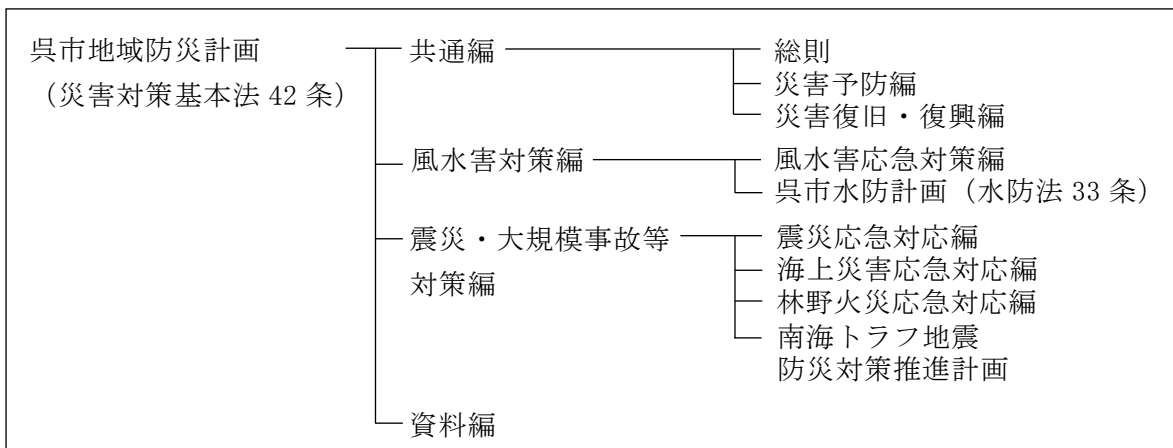 呉市地域防災計画
(災害対策基本法 42 条)
共通編
総則
災害予防編
災害復旧・復興編
風水害対策編
風水害応急対策編
呉市水防計画(水防法 33 条)
震災・大規模事故等
対策編
震災応急対応編
海上災害応急対応編
林野火災応急対応編
南海トラフ地震
防災対策推進計画
資料編